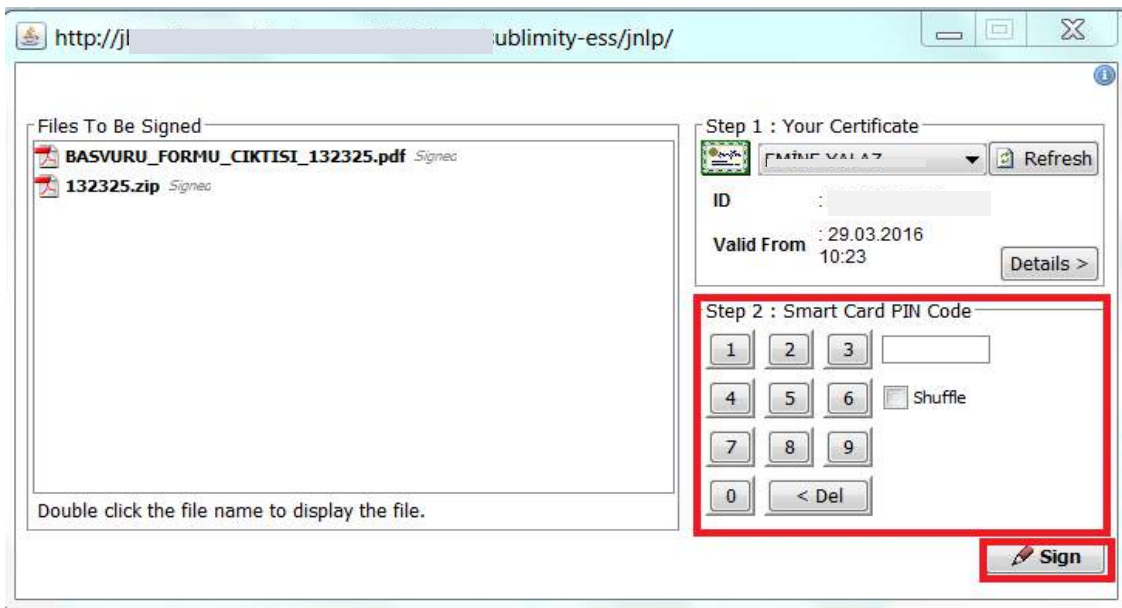 http://j ublimity-ess/jnlp/
Files To Be Signed
BASVURU_FORMU_CIKTISI_132325.pdf Signed
132325.zip Signed
Double click the file name to display the file.
Step 1 : Your Certificate
Refresh
ID :
Valid From : 29.03.2016
10:23
Details >
Step 2 : Smart Card PIN Code
1 2 3
4 5 6 Shuffle
7 8 9
0 < Del
Sign